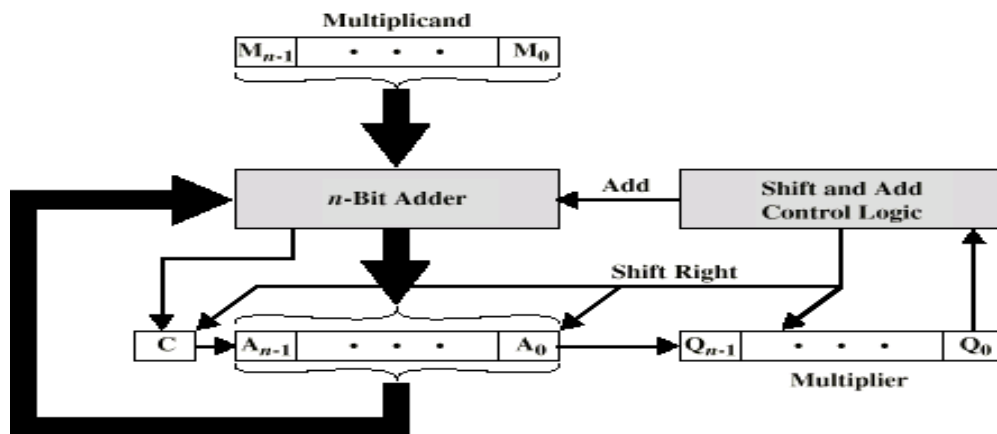 Multiplicand
Mn-1 • • • M0
n-Bit Adder
Add
Shift and Add
Control Logic
Shift Right
C
An-1 • • • A0
Qn-1 • • • Q0
Multiplier